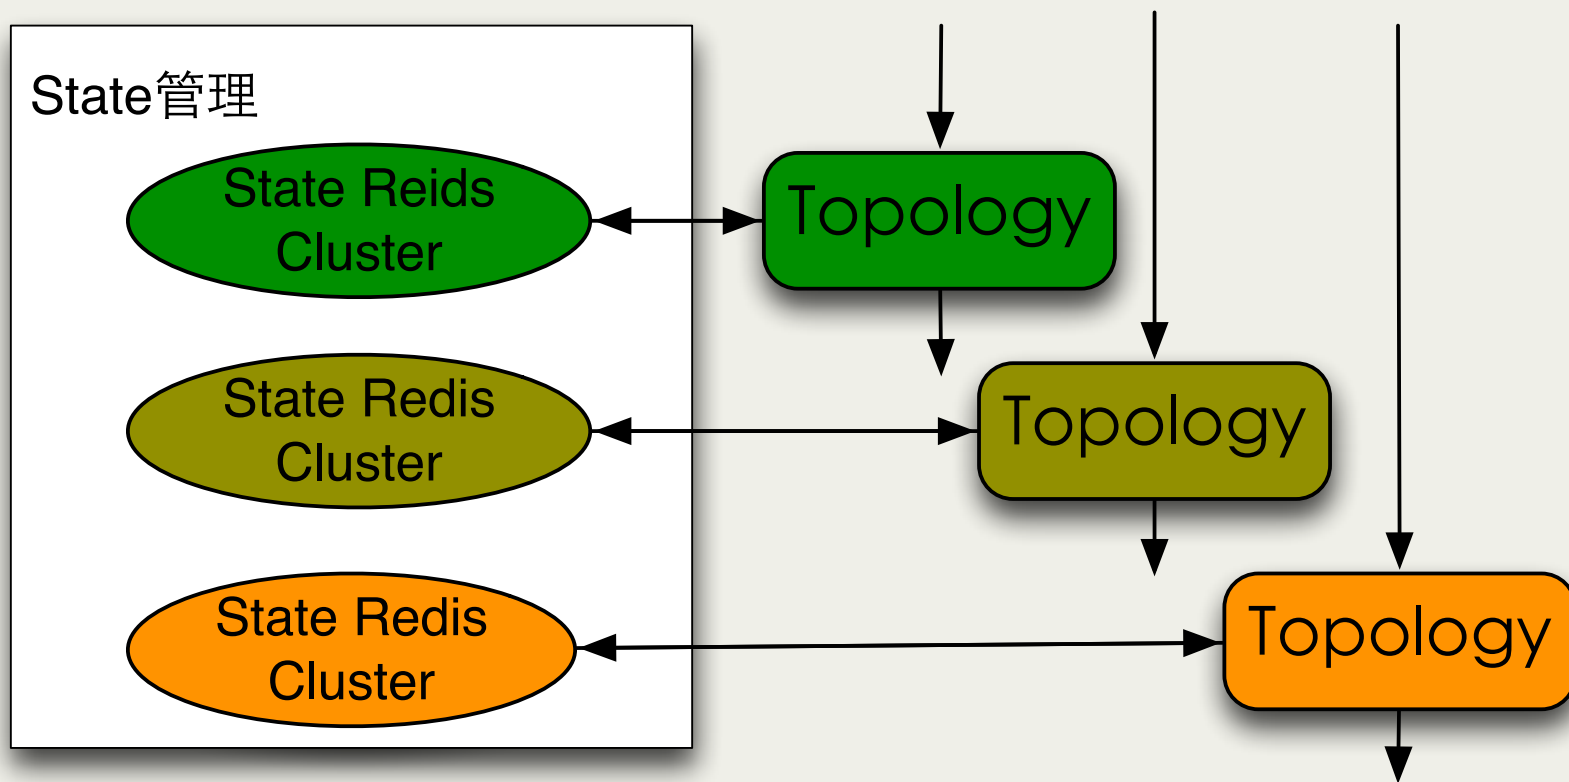 State管理
State Reids
Cluster
Topology
State Redis
Cluster
Topology
State Redis
Cluster
Topology